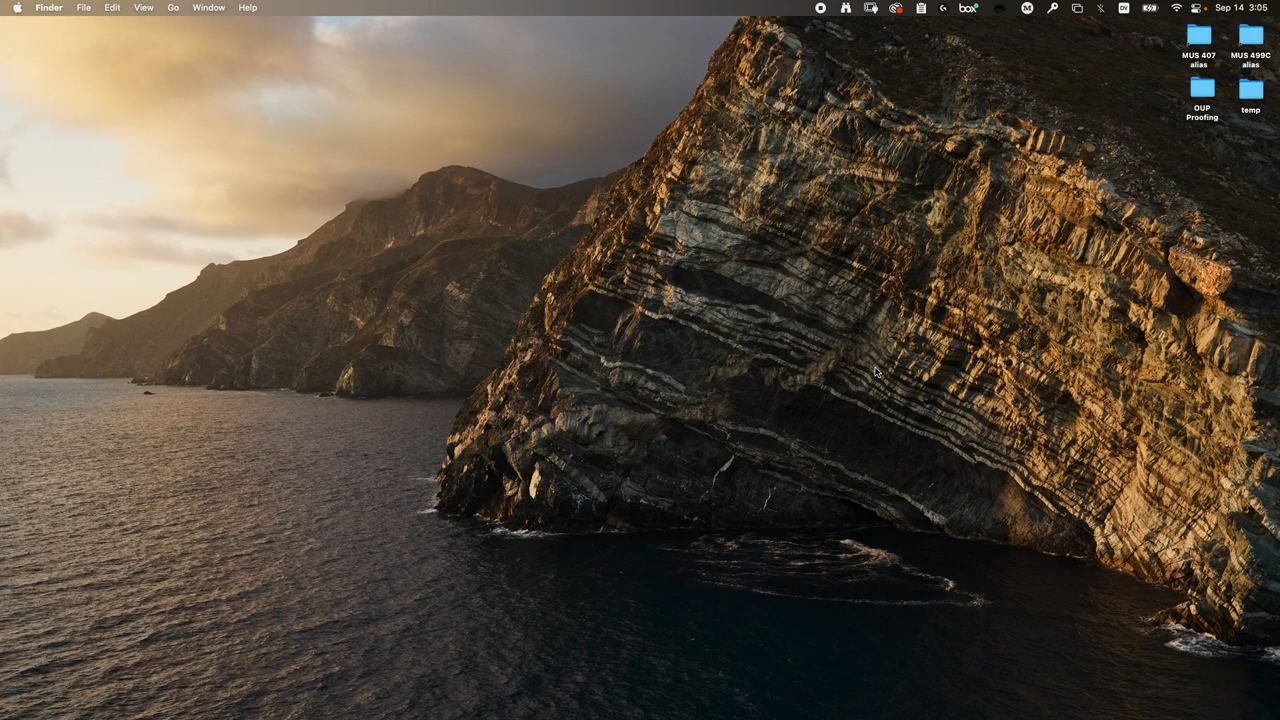 Finder File Edit View Go Window Help box M DV Sep 14 3:05
MUS 407
alias
MUS 499C
alias
OUP
Proofing
temp